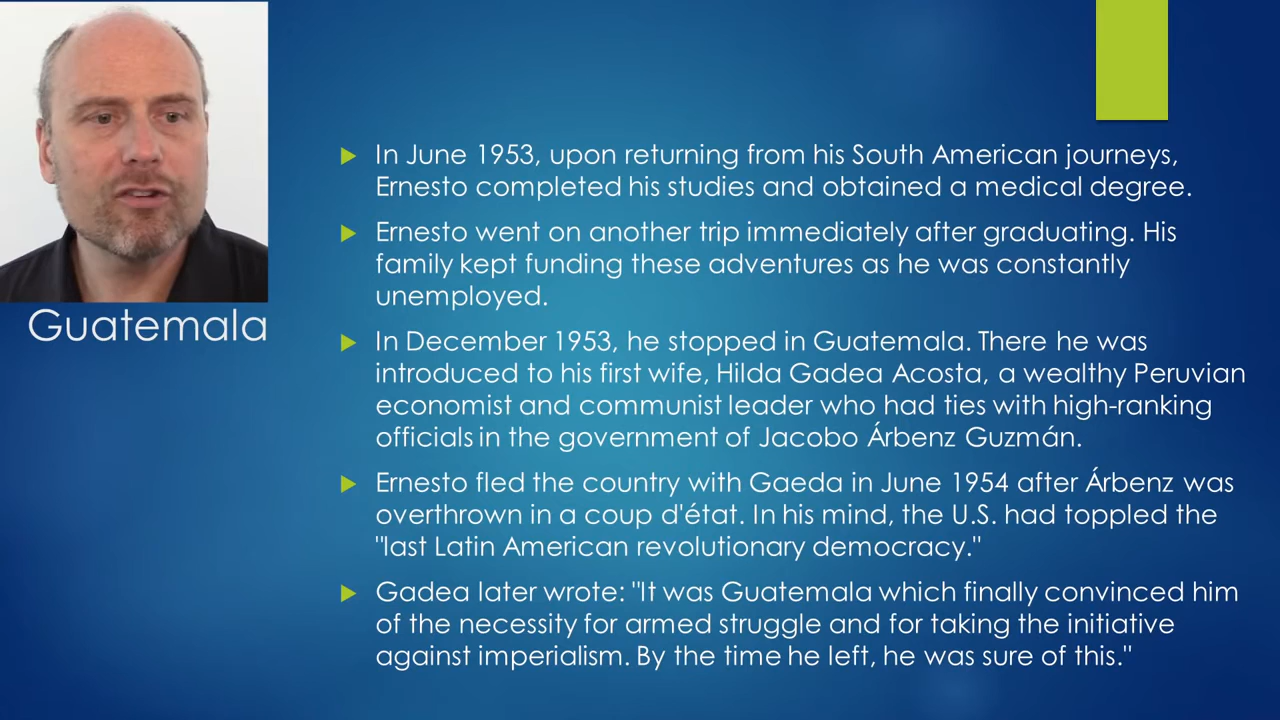 Guatemala
In June 1953, upon returning from his South American journeys,
Ernesto completed his studies and obtained a medical degree.
Ernesto went on another trip immediately after graduating. His
family kept funding these adventures as he was constantly
unemployed.
In December 1953, he stopped in Guatemala. There he was
introduced to his first wife, Hilda Gadea Acosta, a wealthy Peruvian
economist and communist leader who had ties with high-ranking
officials in the government of Jacobo Árbenz Guzmán.
Ernesto fled the country with Gaeda in June 1954 after Árbenz was
overthrown in a coup d'état. In his mind, the U.S. had toppled the
"last Latin American revolutionary democracy."
Gadea later wrote: "It was Guatemala which finally convinced him
of the necessity for armed struggle and for taking the initiative
against imperialism. By the time he left, he was sure of this."